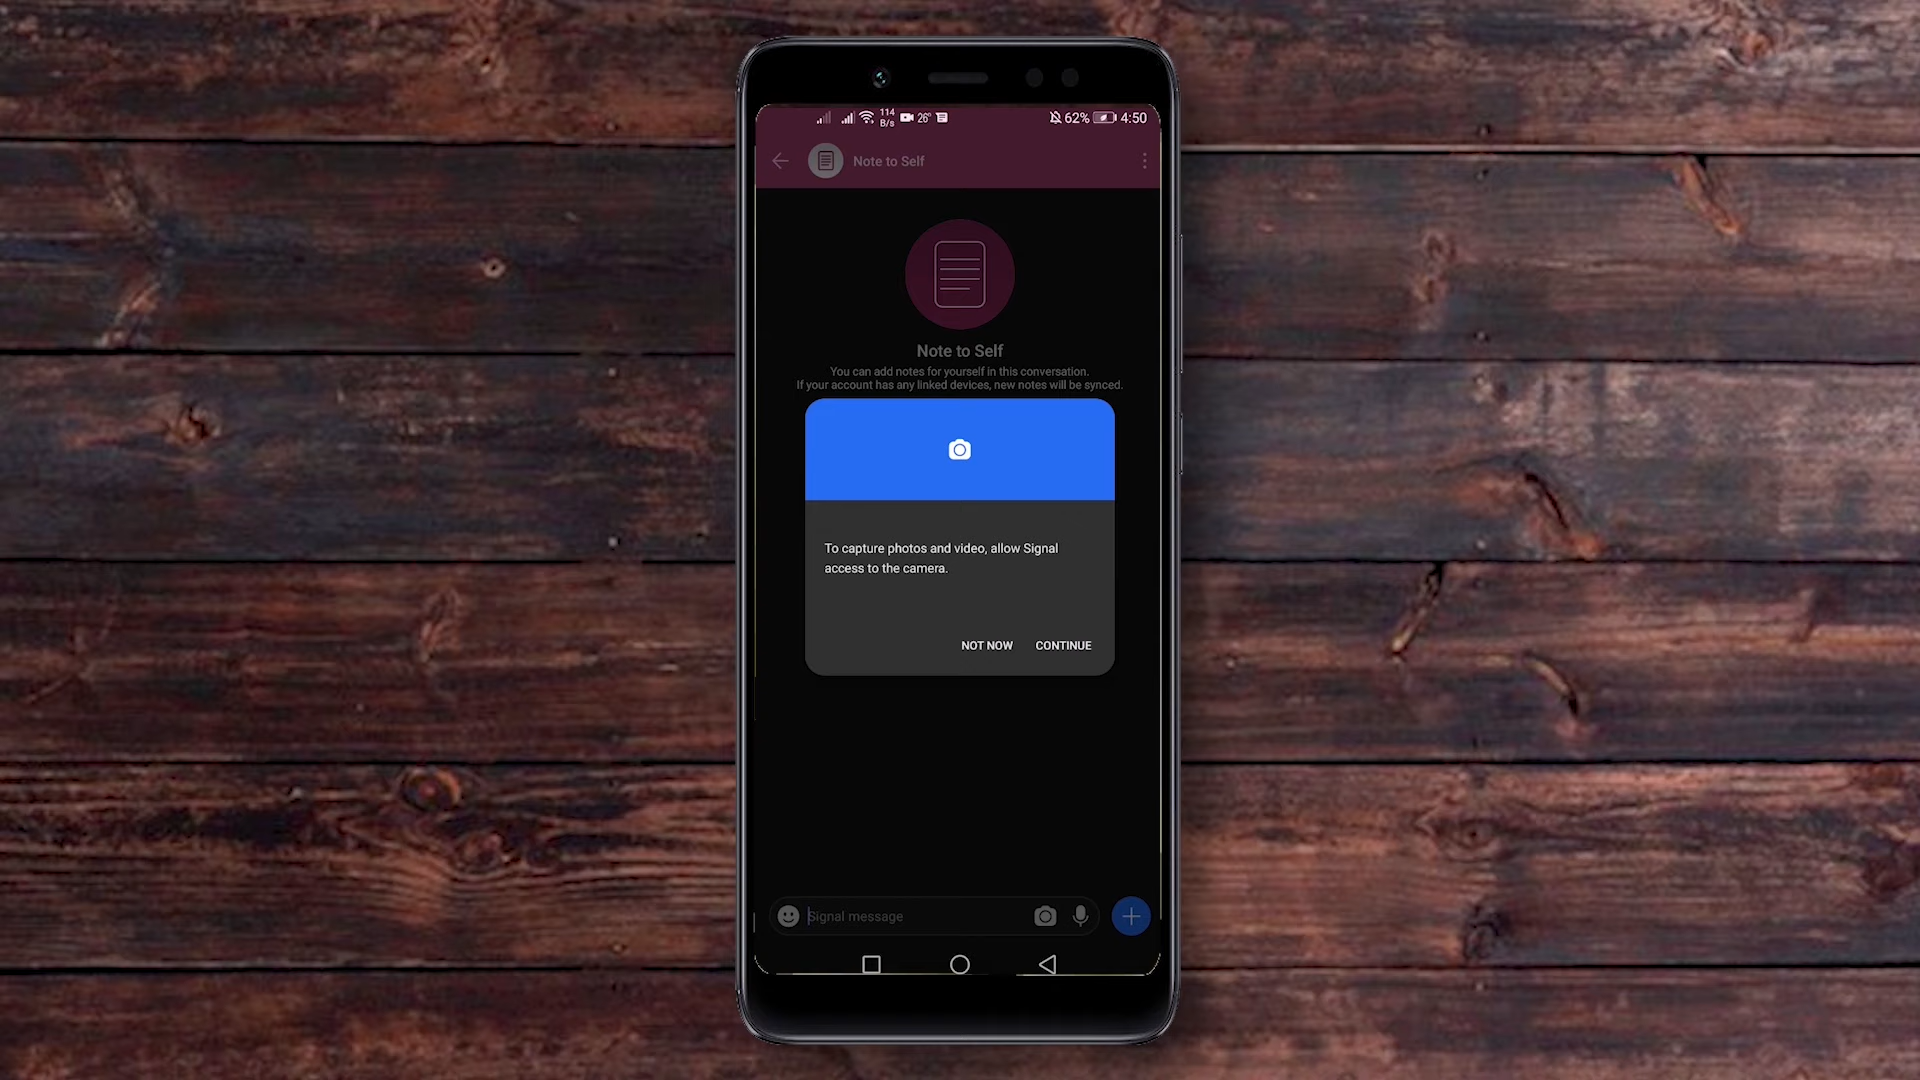 114
B/s
26°
62%
4:50
Note to Self
Note to Self
You can add notes for yourself in this conversation.
If your account has any linked devices, new notes will be synced.
To capture photos and video, allow Signal
access to the camera.
NOT NOW CONTINUE
Signal message